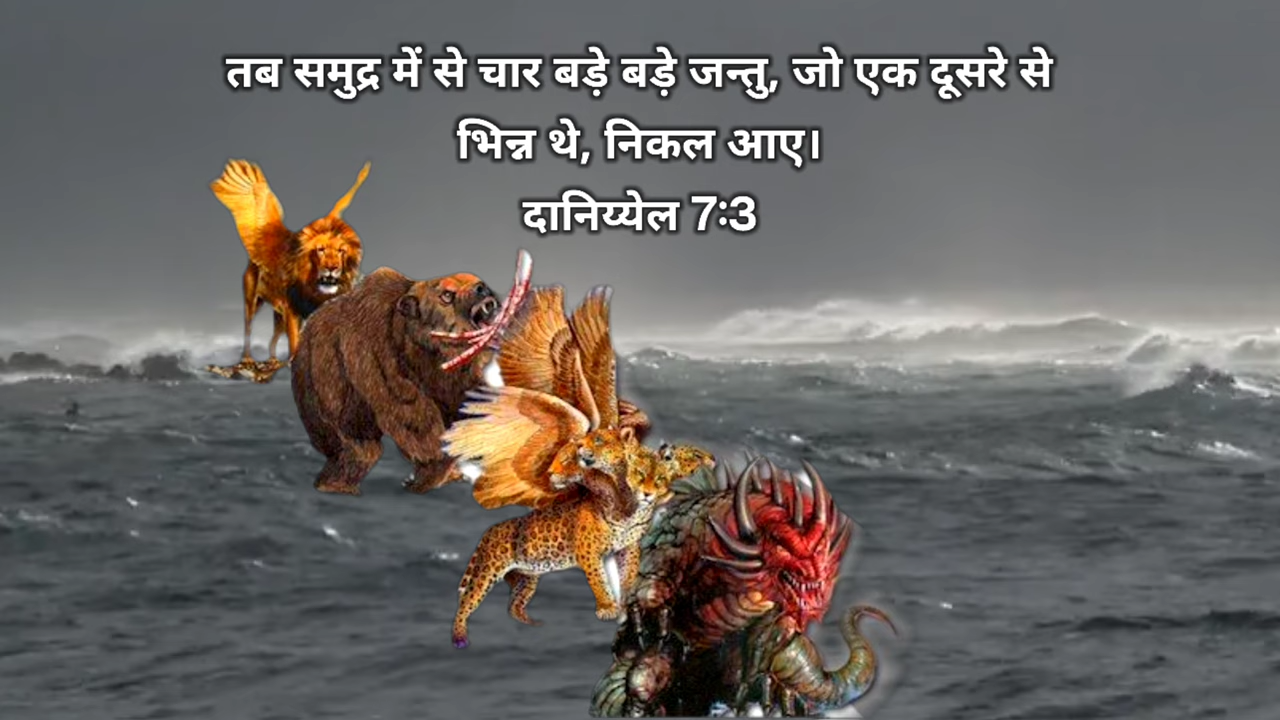 तब समुद्र में से चार बड़े बड़े जन्तु, जो एक दूसरे से
भिन्न थे, निकल आए।
दानिय्येल 7:3